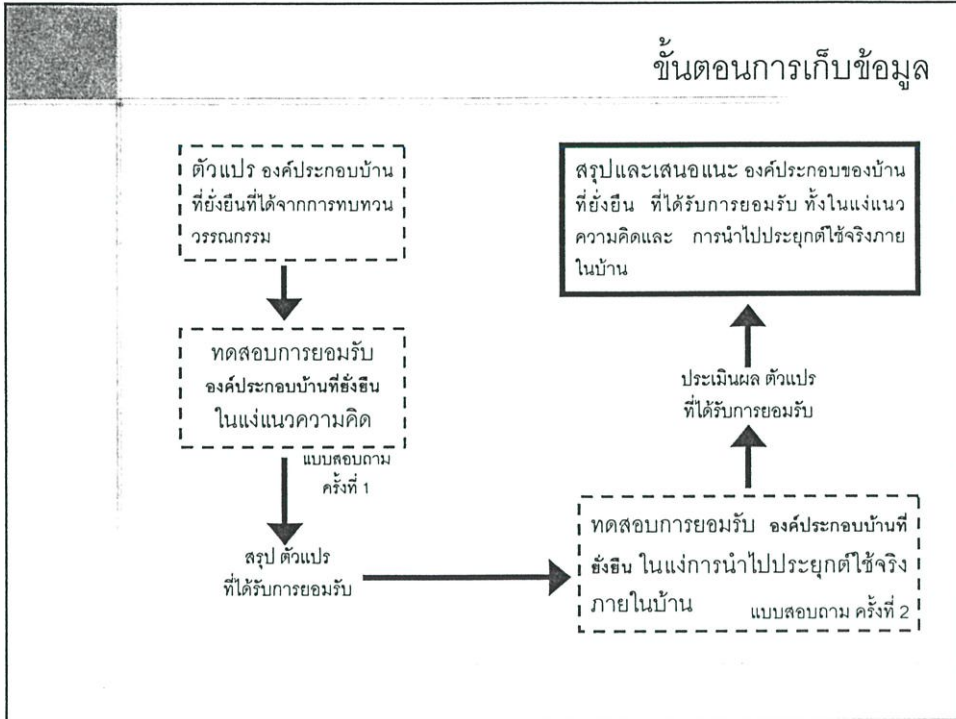 ขั้นตอนการเก็บข้อมูล
ตัวแปร องค์ประกอบบ้าน
ที่ยั่งยืนที่ได้จากการทบทวน
วรรณกรรม
ทดสอบการยอมรับ
องค์ประกอบบ้านที่ยั่งยืน
ในแง่แนวความคิด
แบบสอบถาม
ครั้งที่ 1
สรุป ตัวแปร
ที่ได้รับการยอมรับ
ทดสอบการยอมรับ องค์ประกอบบ้านที่
ยั่งยืน ในแง่การนำไปประยุกต์ใช้จริง
ภายในบ้าน แบบสอบถาม ครั้งที่ 2
ประเมินผล ตัวแปร
ที่ได้รับการยอมรับ
สรุปและเสนอแนะ องค์ประกอบของบ้าน
ที่ยั่งยืน ที่ได้รับการยอมรับ ทั้งในแง่แนว
ความคิดและ การนำไปประยุกต์ใช้จริงภาย
ในบ้าน